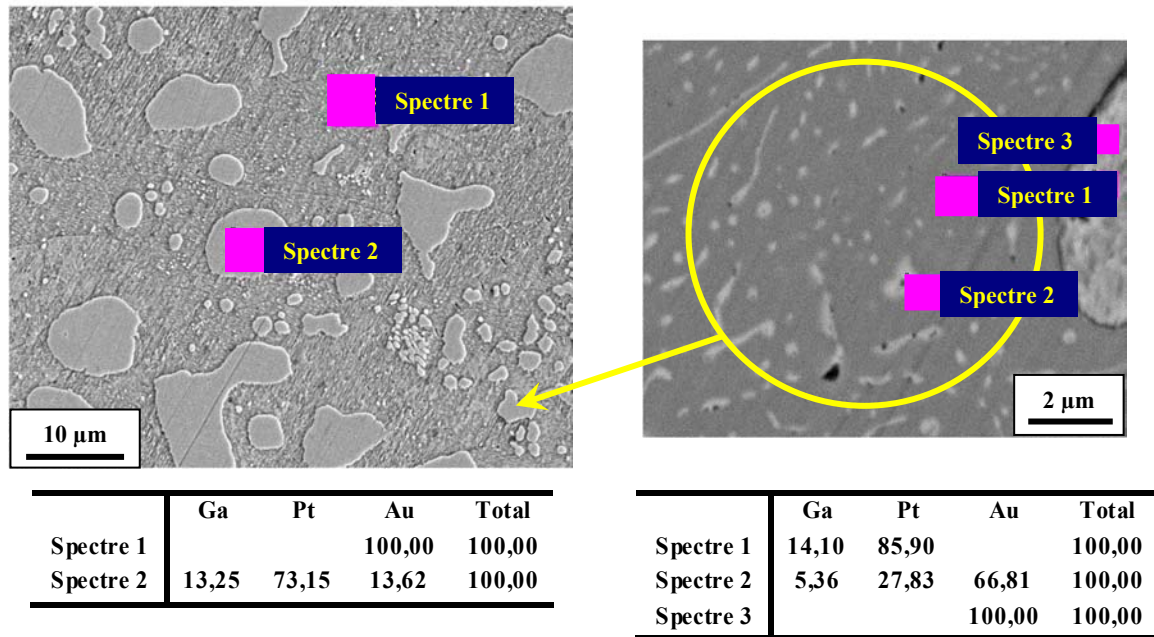 Spectre 1
Spectre 2
10 µm
Spectre 3
Spectre 1
Spectre 2
2 µm
Ga Pt Au Total
Spectre 1 100,00 100,00
Spectre 2 13,25 73,15 13,62 100,00
Ga Pt Au Total
Spectre 1 14,10 85,90 100,00
Spectre 2 5,36 27,83 66,81 100,00
Spectre 3 100,00 100,00